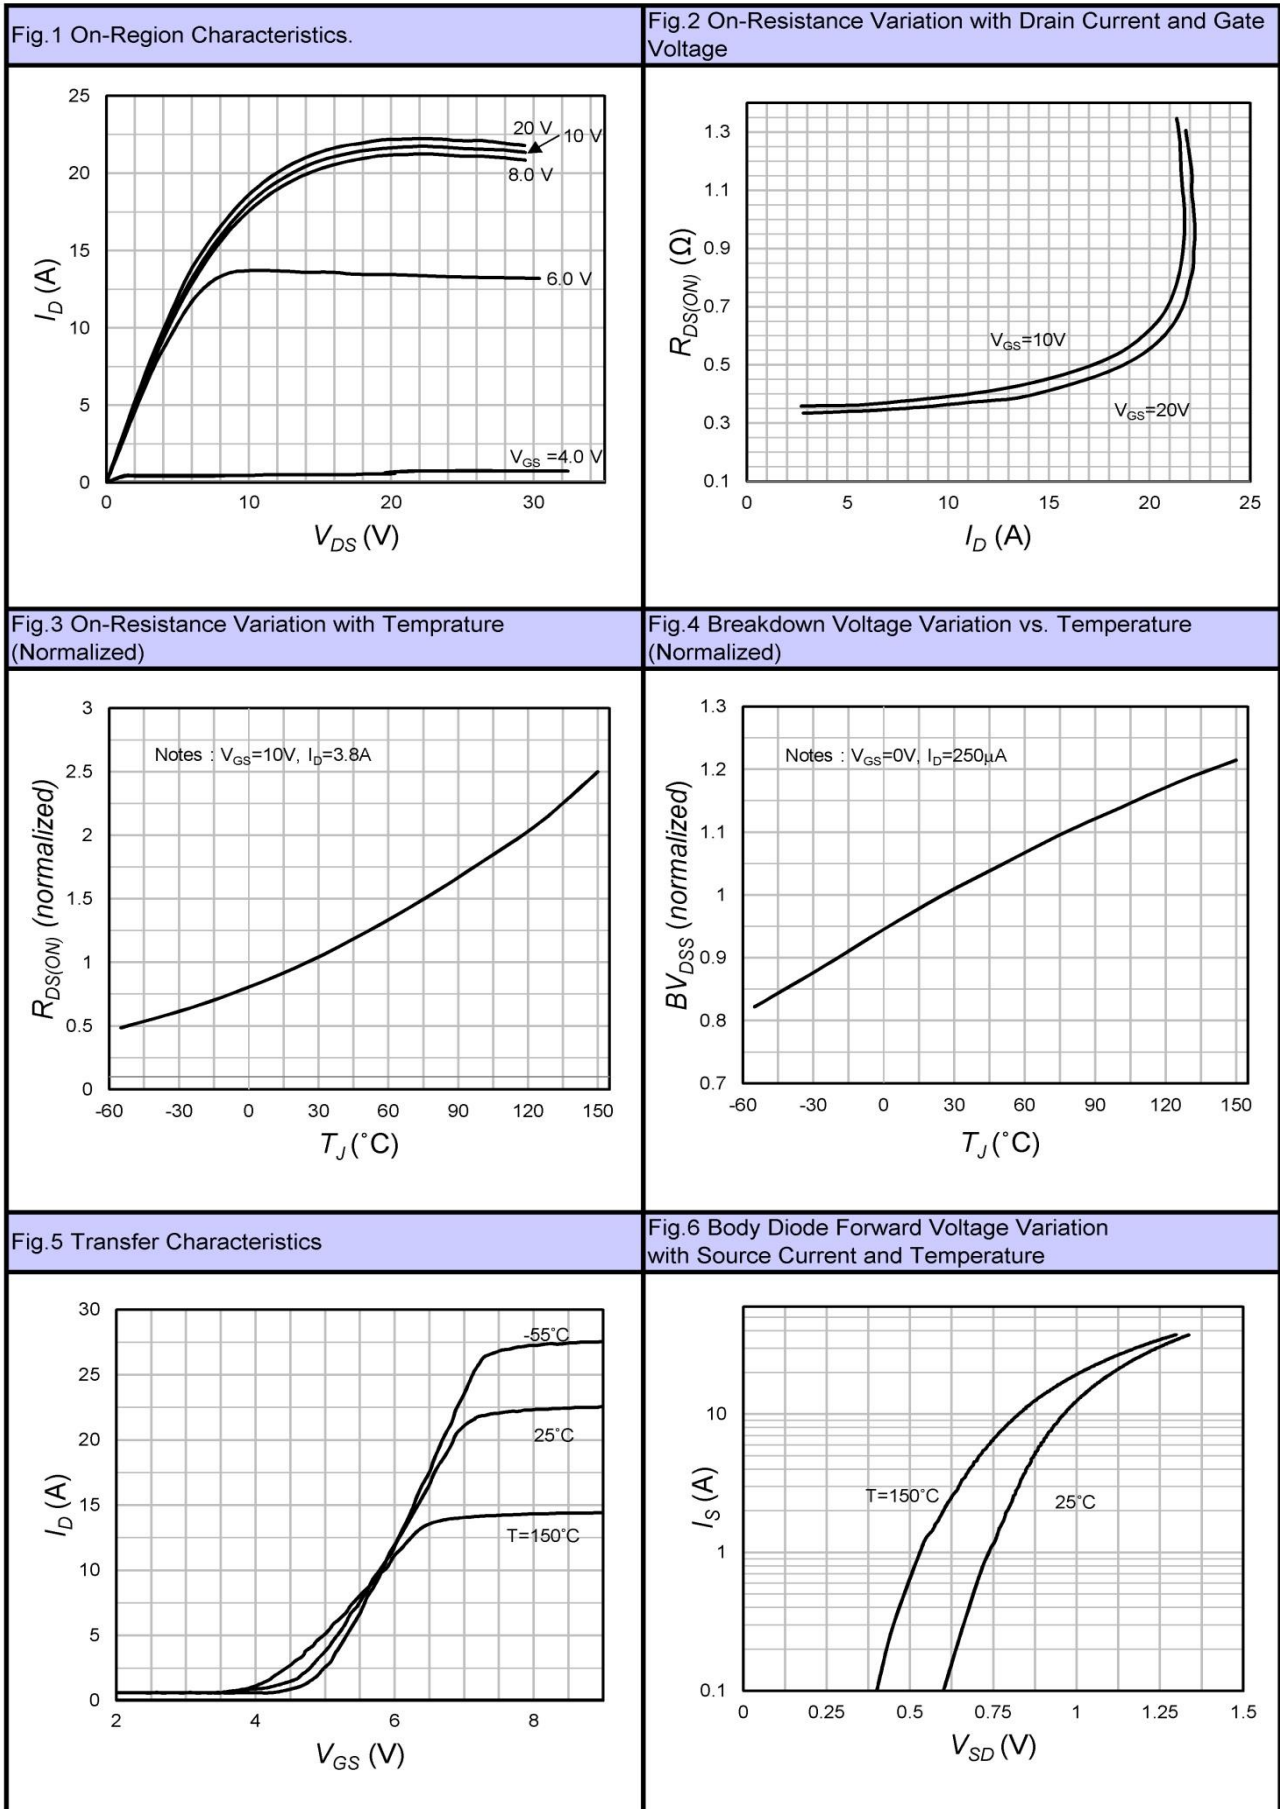 Fig.1 On-Region Characteristics.
25
20
15
10
5
0
0
10
20
30
I_D (A)
V_DS (V)
20 V
10 V
8.0 V
6.0 V
V_GS =4.0 V
Fig.2 On-Resistance Variation with Drain Current and Gate
Voltage
1.3
1.1
0.9
0.7
0.5
0.3
0.1
0
5
10
15
20
25
R_DS(ON) (Ω)
I_D (A)
V_GS=10V
V_GS=20V
Fig.3 On-Resistance Variation with Temprature
(Normalized)
3
2.5
2
1.5
1
0.5
0
-60
-30
0
30
60
90
120
150
R_DS(ON) (normalized)
T_J (˚C)
Notes : V_GS=10V, I_D=3.8A
Fig.4 Breakdown Voltage Variation vs. Temperature
(Normalized)
1.3
1.2
1.1
1
0.9
0.8
0.7
-60
-30
0
30
60
90
120
150
BV_DSS (normalized)
T_J (˚C)
Notes : V_GS=0V, I_D=250µA
Fig.5 Transfer Characteristics
30
25
20
15
10
5
0
2
4
6
8
I_D (A)
V_GS (V)
-55˚C
25˚C
T=150˚C
Fig.6 Body Diode Forward Voltage Variation
with Source Current and Temperature
10
1
0.1
0
0.25
0.5
0.75
1
1.25
1.5
I_S (A)
V_SD (V)
T=150˚C
25˚C